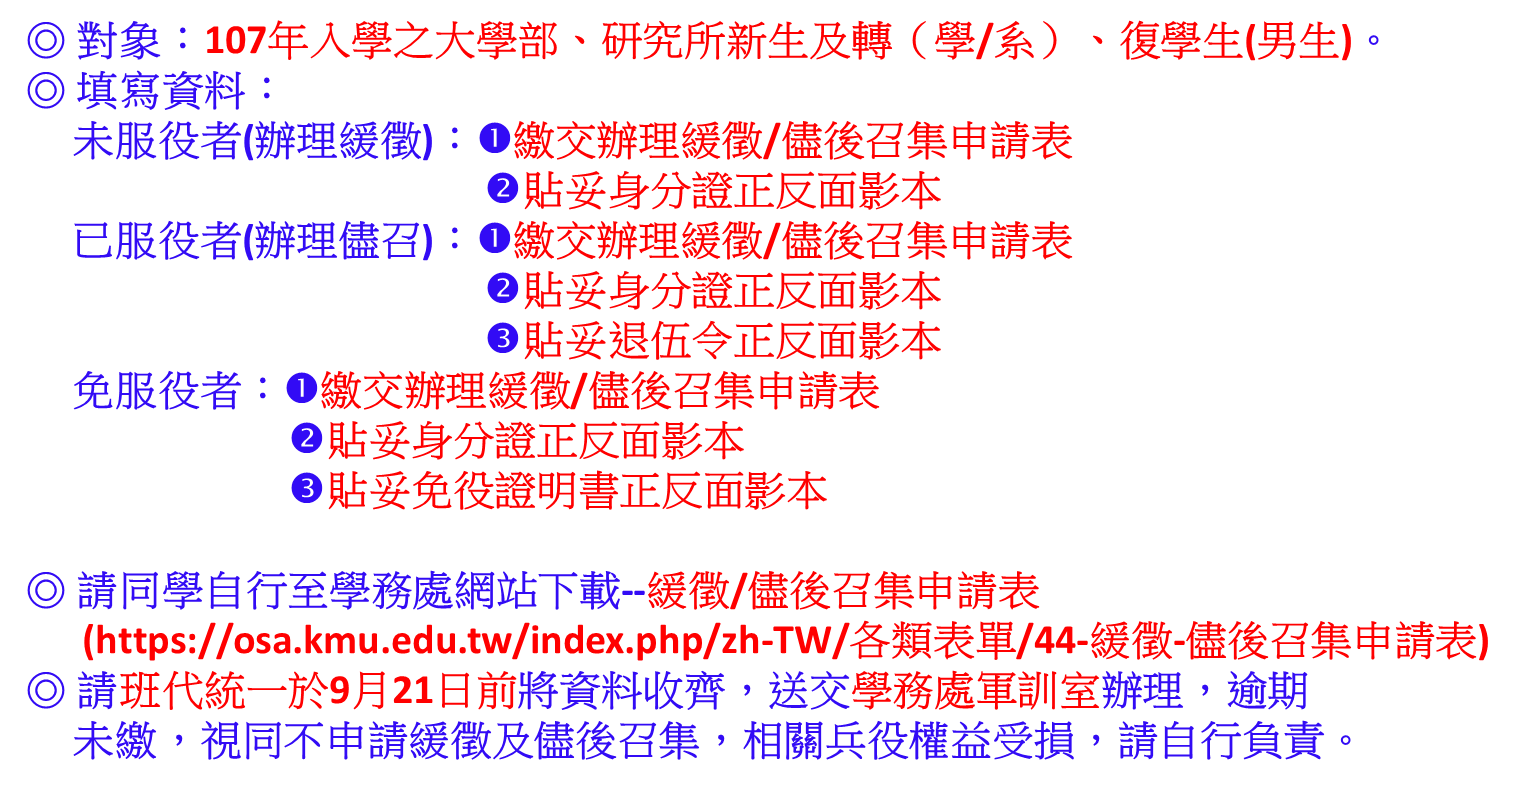 ◎ 對象：107年入學之大學部、研究所新生及轉（學/系）、復學生(男生)。
◎ 填寫資料：
未服役者(辦理緩徵)：❶繳交辦理緩徵/儘後召集申請表
❷貼妥身分證正反面影本
已服役者(辦理儘召)：❶繳交辦理緩徵/儘後召集申請表
❷貼妥身分證正反面影本
❸貼妥退伍令正反面影本
免服役者：❶繳交辦理緩徵/儘後召集申請表
❷貼妥身分證正反面影本
❸貼妥免役證明書正反面影本
◎ 請同學自行至學務處網站下載--緩徵/儘後召集申請表
(https://osa.kmu.edu.tw/index.php/zh-TW/各類表單/44-緩徵-儘後召集申請表)
◎ 請班代統一於9月21日前將資料收齊，送交學務處軍訓室辦理，逾期
未繳，視同不申請緩徵及儘後召集，相關兵役權益受損，請自行負責。